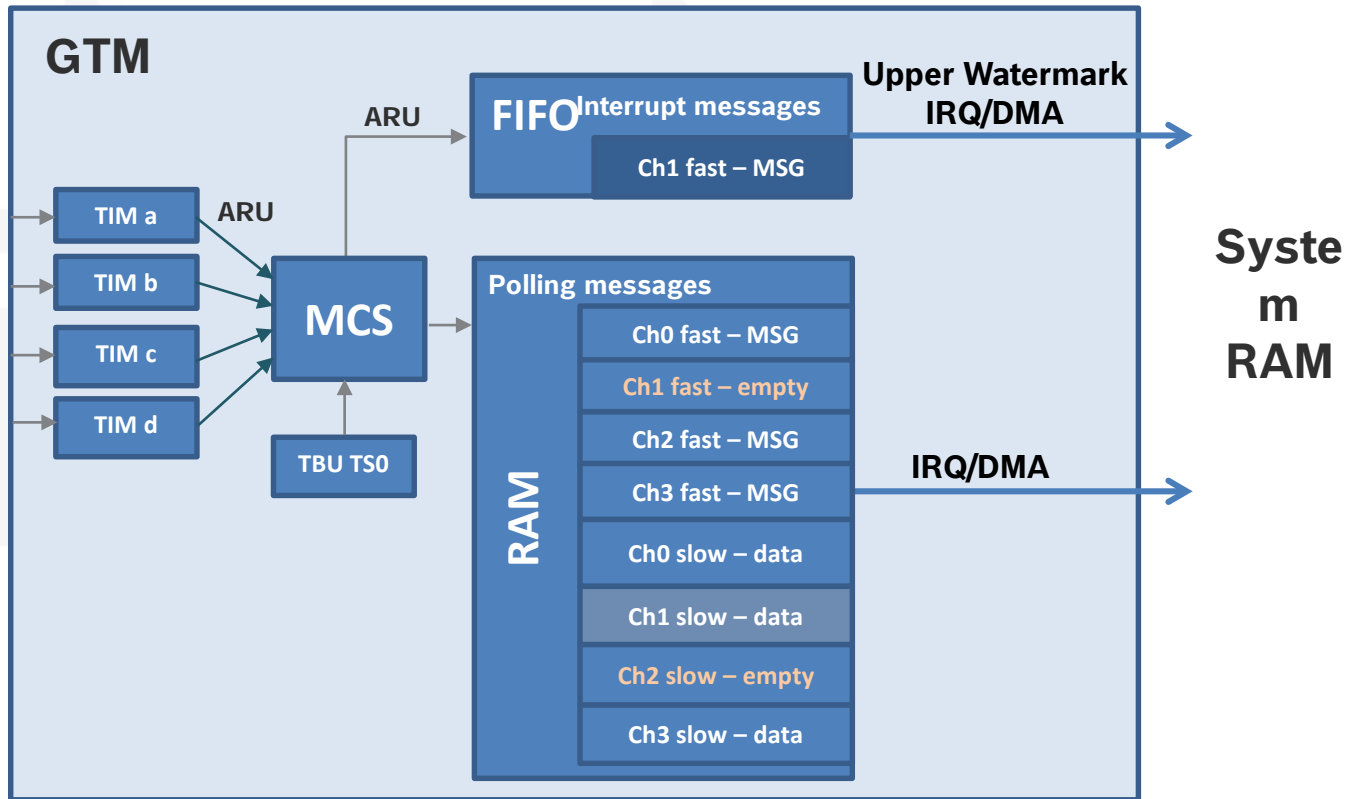 GTM
FIFO
Interrupt messages
Ch1 fast – MSG
Upper Watermark
IRQ/DMA
ARU
TIM a
TIM b
TIM c
TIM d
ARU
MCS
TBU TS0
Polling messages
RAM
Ch0 fast – MSG
Ch1 fast – empty
Ch2 fast – MSG
Ch3 fast – MSG
Ch0 slow – data
Ch1 slow – data
Ch2 slow – empty
Ch3 slow – data
IRQ/DMA
Syste
m
RAM